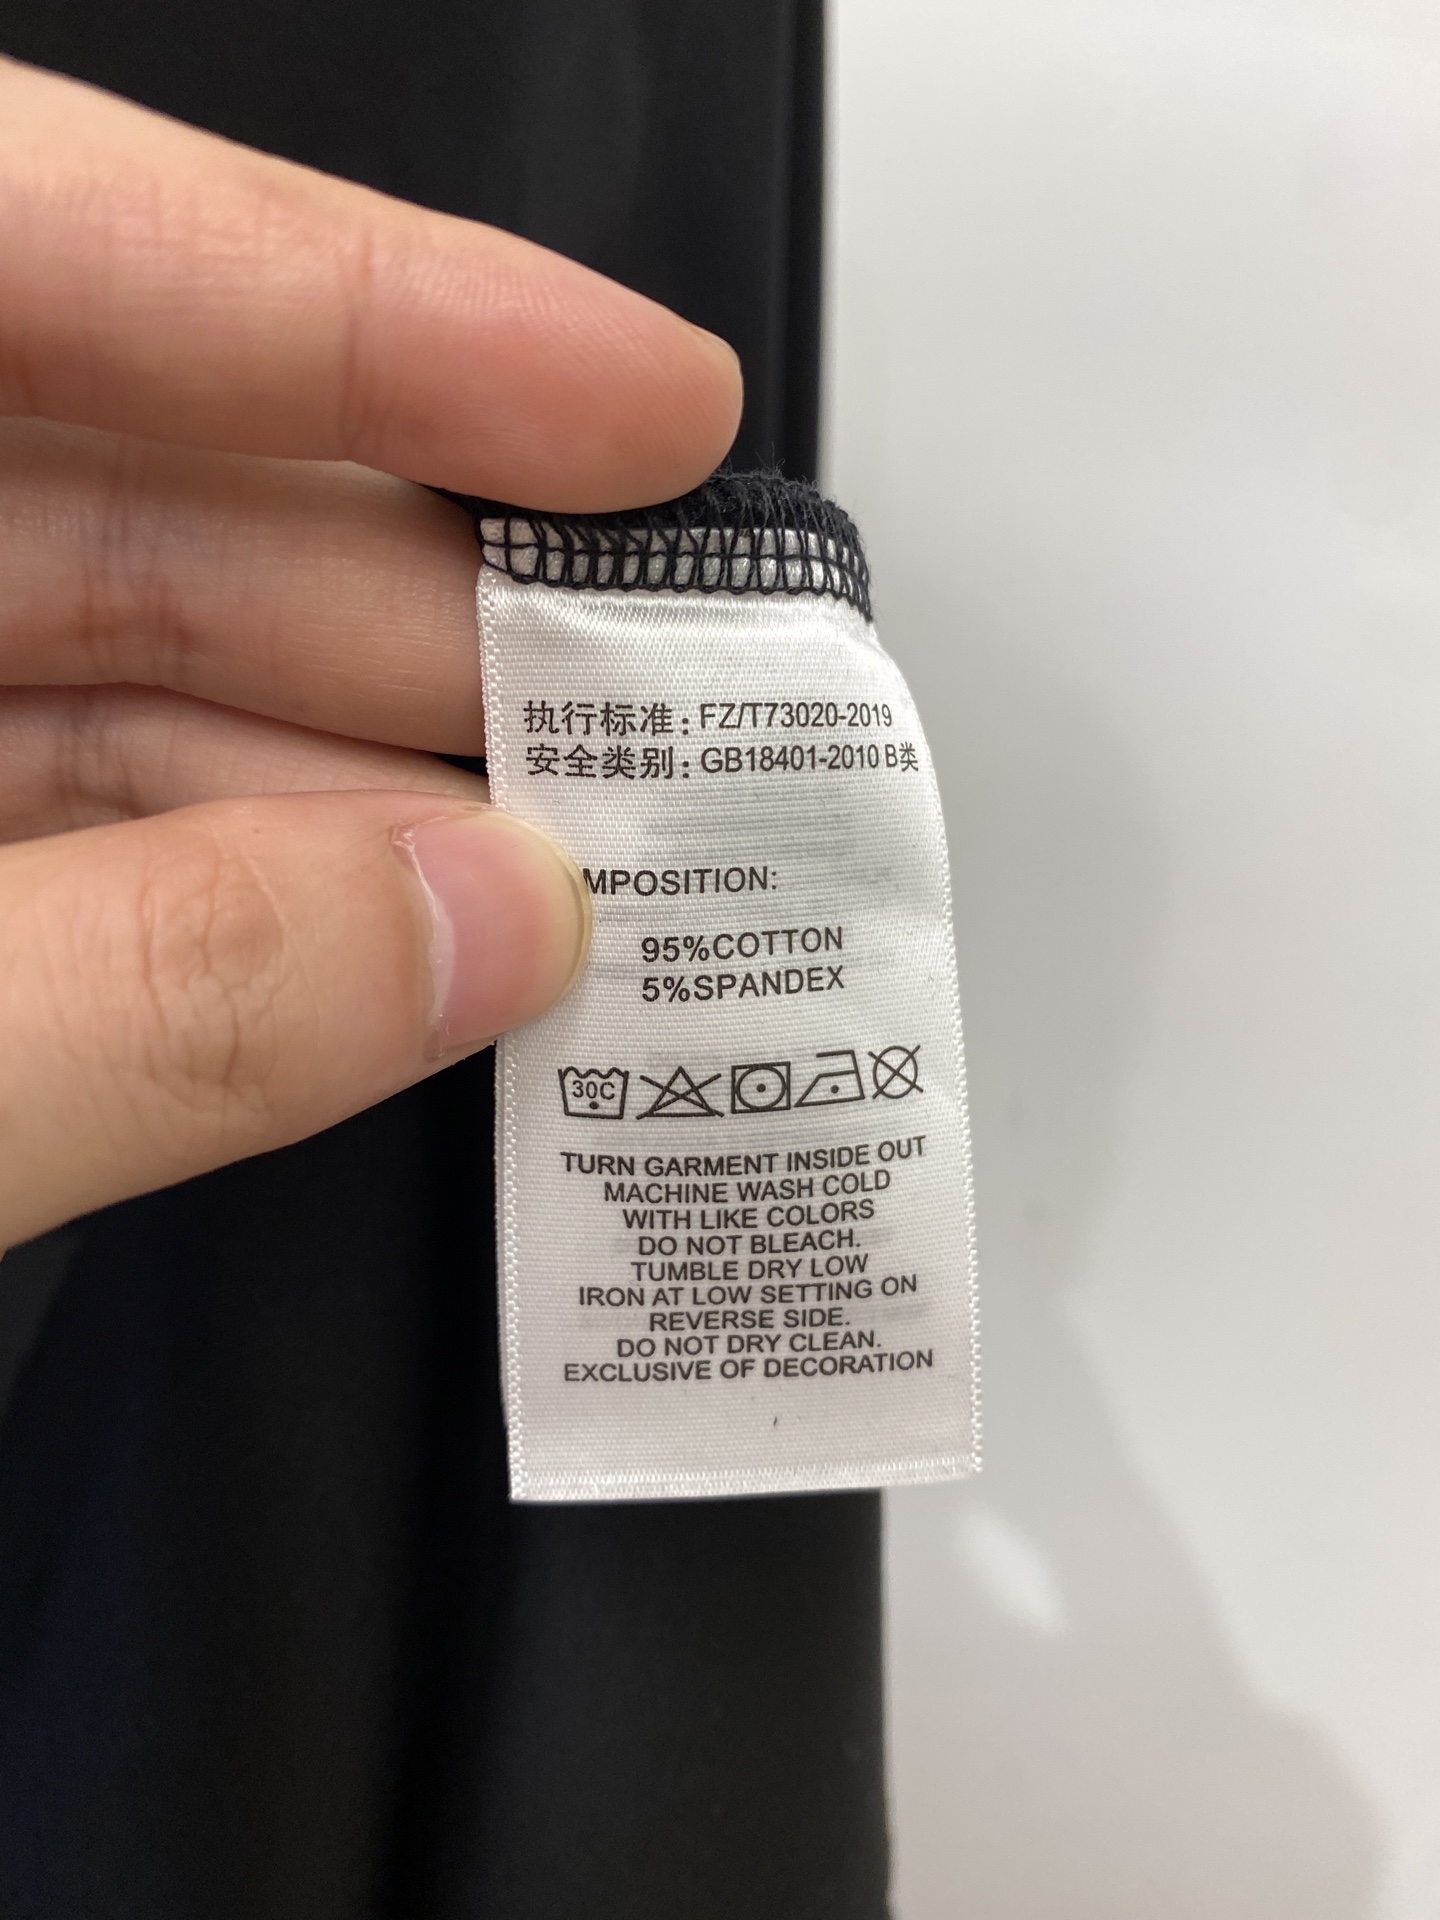 执行标准: FZ/T73020-2019
安全类别: GB18401-2010 B类
MPOSITION:
95%COTTON
5%SPANDEX
30C
TURN GARMENT INSIDE OUT
MACHINE WASH COLD
WITH LIKE COLORS
DO NOT BLEACH.
TUMBLE DRY LOW
IRON AT LOW SETTING ON
REVERSE SIDE.
DO NOT DRY CLEAN.
EXCLUSIVE OF DECORATION